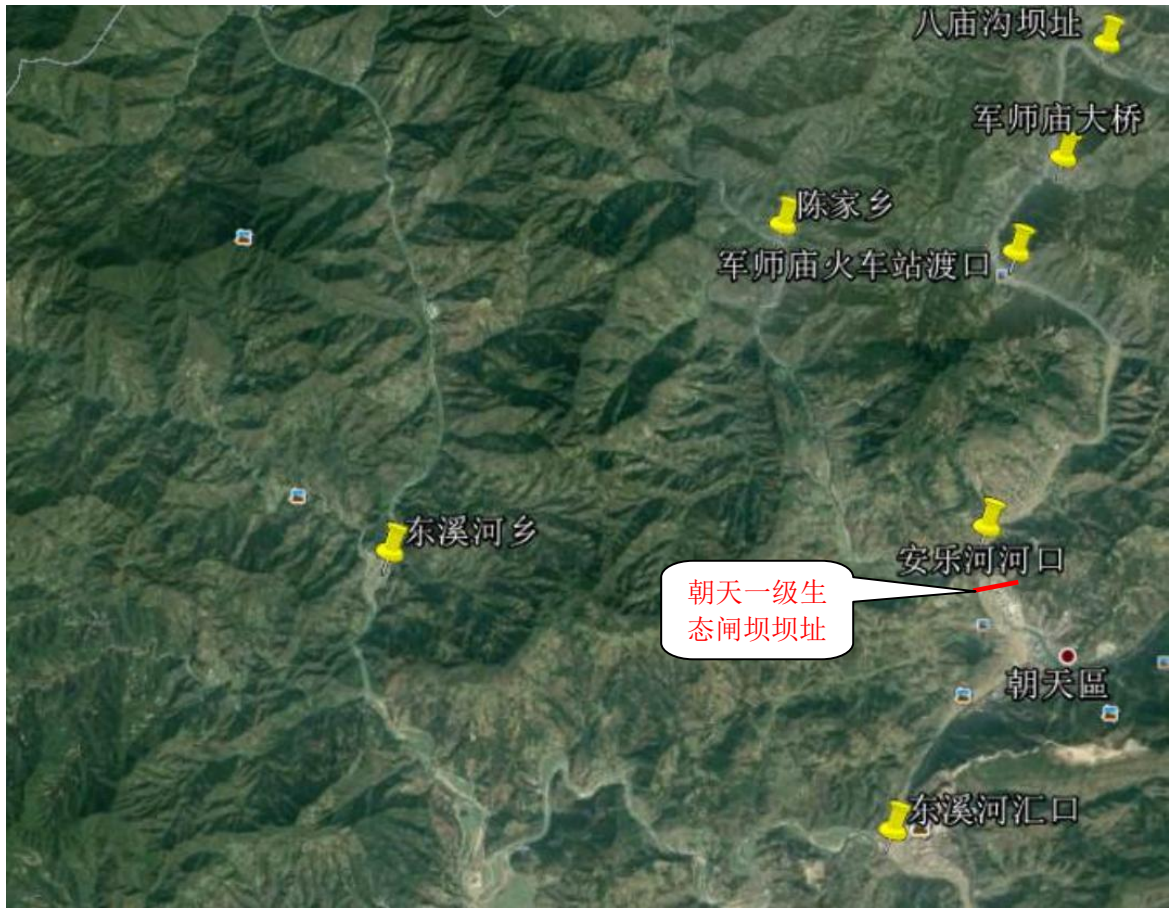 八庙沟坝址
军师庙大桥
陈家乡
军师庙火车站渡口
东溪河乡
安乐河河口
朝天一级生
态闸坝坝址
朝天區
东溪河汇口